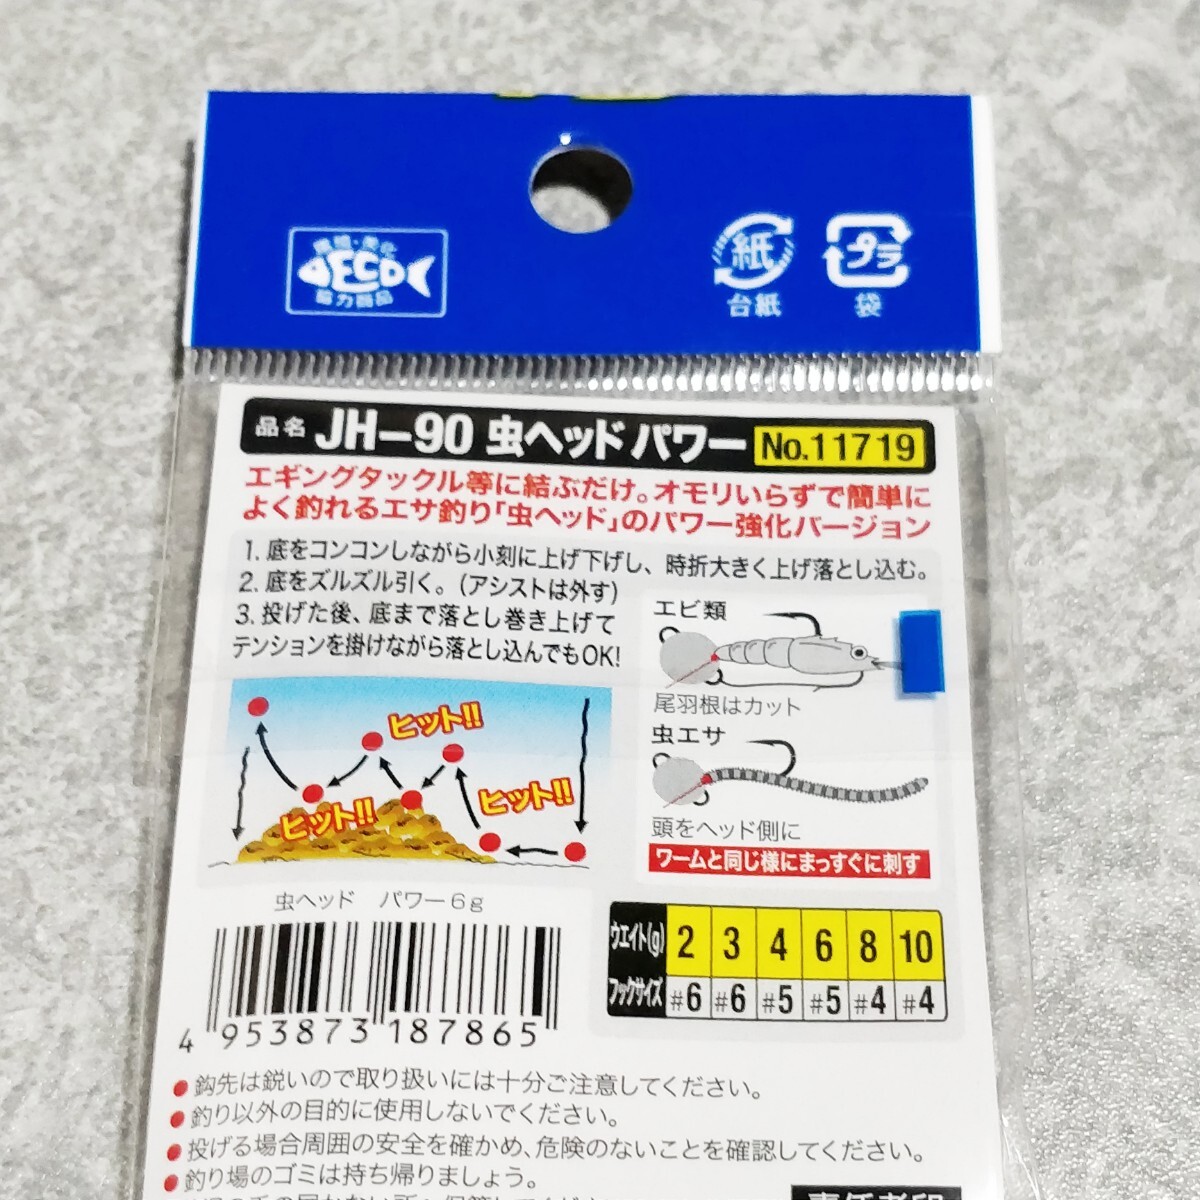 環境・美化
ECO
協力商品
紙
台紙
プラ
袋
品名 JH-90 虫ヘッド パワー No.11719
エギングタックル等に結ぶだけ。オモリいらずで簡単に
よく釣れるエサ釣り「虫ヘッド」のパワー強化バージョン
1. 底をコンコンしながら小刻に上げ下げし、時折大きく上げ落とし込む。
2. 底をズルズル引く。(アシストは外す)
3. 投げた後、底まで落とし巻き上げて
テンションを掛けながら落とし込んでもOK!
エビ類
尾羽根はカット
虫エサ
頭をヘッド側に
ワームと同じ様にまっすぐに刺す
ヒット!!
ヒット!!
ヒット!!
虫ヘッド パワー6g
4 953873 187865
ウエイト(g) 2 3 4 6 8 10
フックサイズ #6 #6 #5 #5 #4 #4
●鈎先は鋭いので取り扱いには十分ご注意してください。
●釣り以外の目的に使用しないでください。
●投げる場合周囲の安全を確かめ、危険のないことを確認してください。
●釣り場のゴミは持ち帰りましょう。